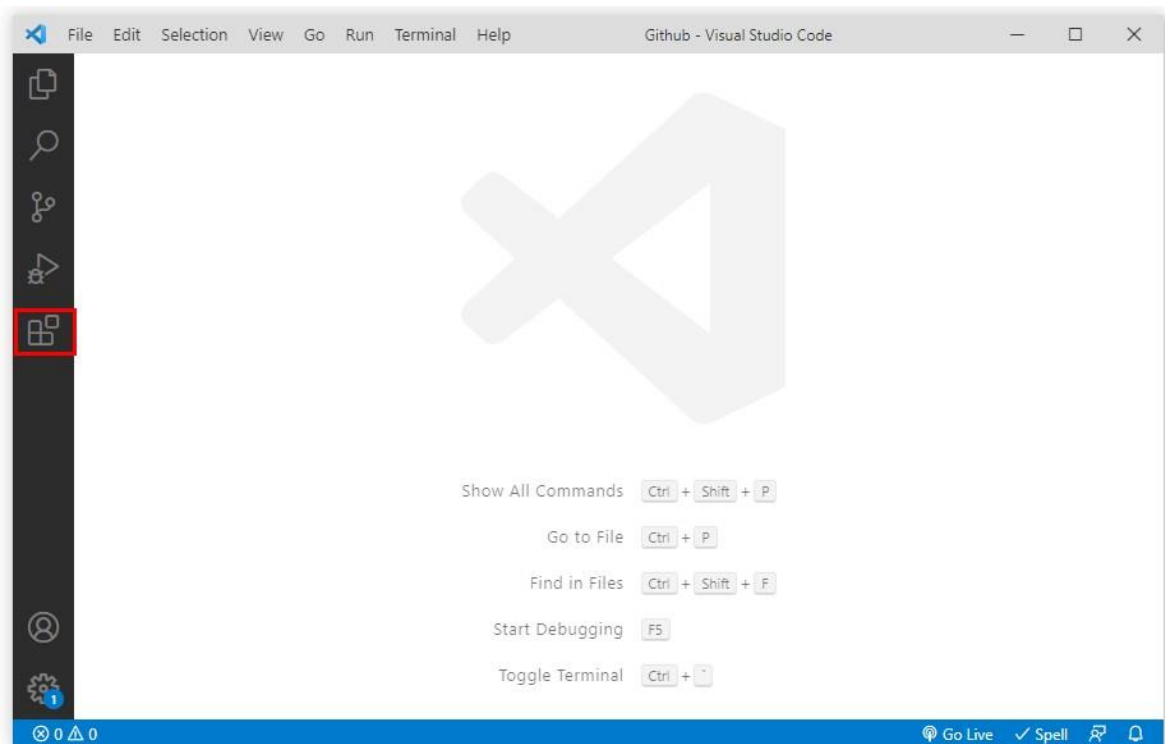 File Edit Selection View Go Run Terminal Help Github - Visual Studio Code
Show All Commands Ctrl + Shift + P
Go to File Ctrl + P
Find in Files Ctrl + Shift + F
Start Debugging F5
Toggle Terminal Ctrl + `
1
0 0 Go Live Spell